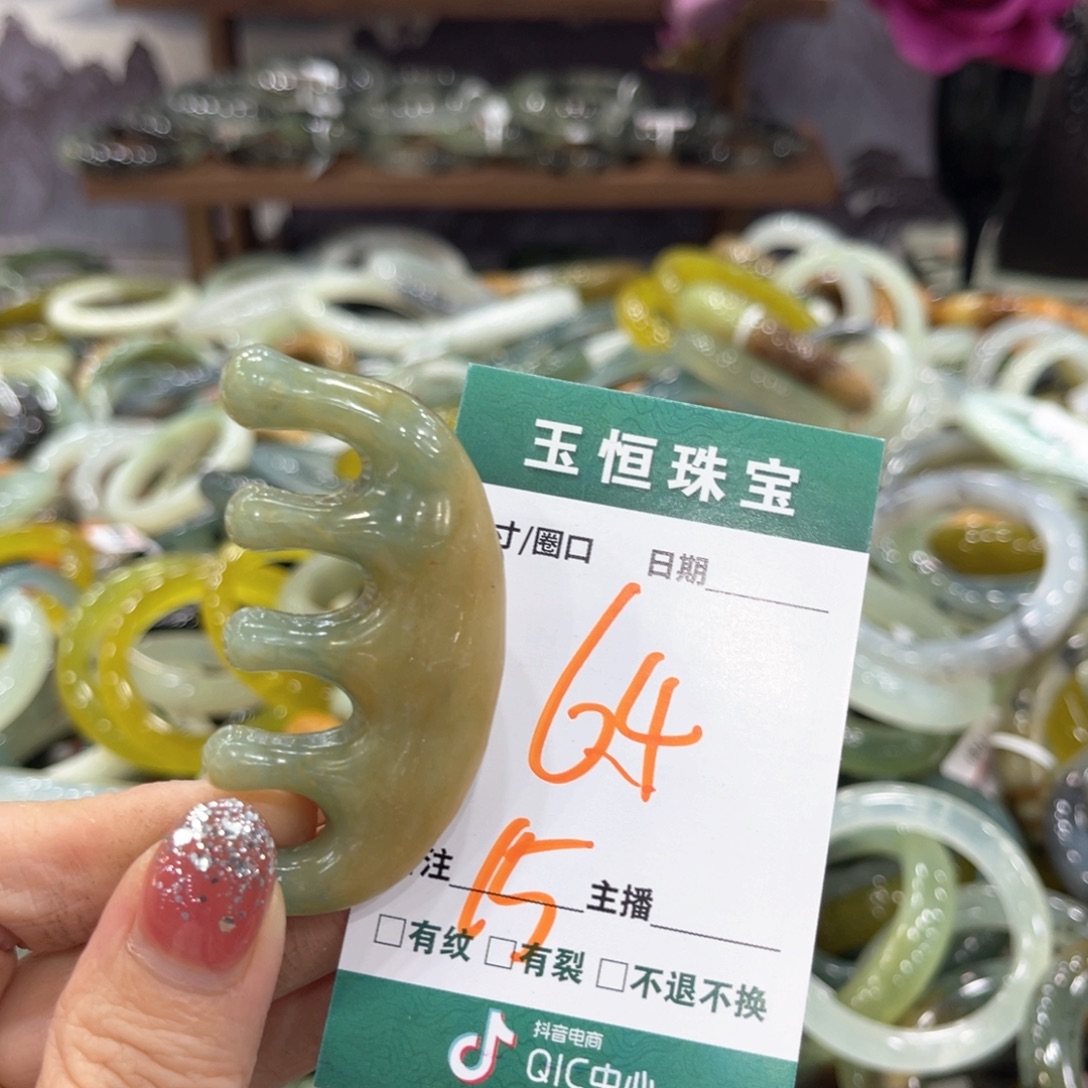 玉恒珠宝
寸/圈口 日期
64
注 15 主播
□有纹 □有裂 □不退不换
抖音电商
QIC中心